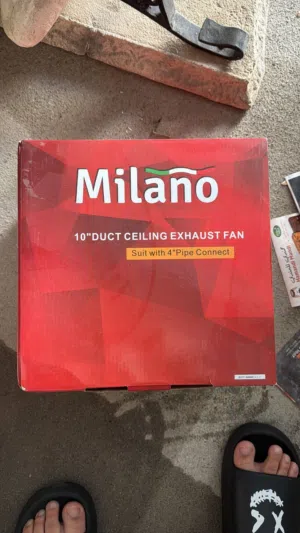 Milano
10"DUCT CEILING EXHAUST FAN
Suit with 4"Pipe Connect